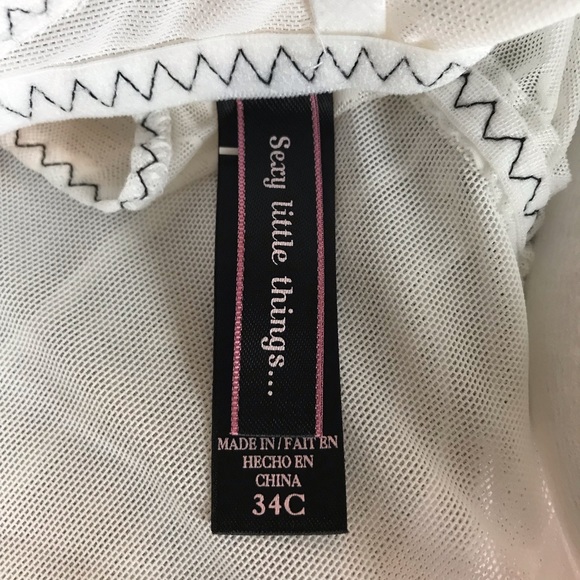 Sexy little things...
MADE IN / FAIT EN
HECHO EN
CHINA
34C